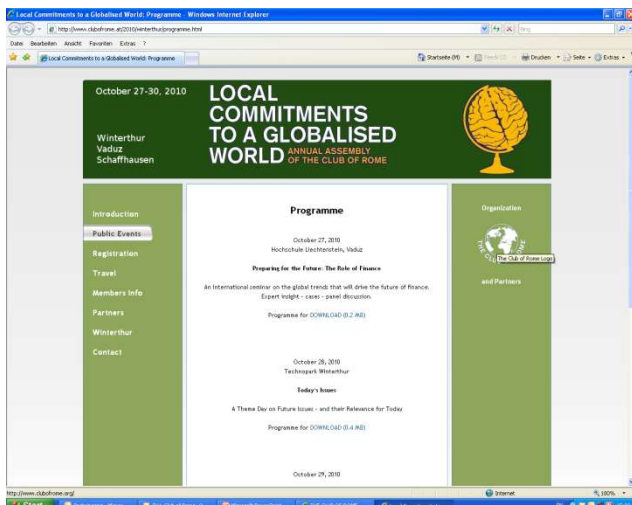 Local Commitments to a Globalised World: Programme - Windows Internet Explorer
http://www.clubofrome.at/2010/winterthur/programme.html
Bing
Datei Bearbeiten Ansicht Favoriten Extras ?
Local Commitments to a Globalised World: Programme
Startseite (M) Feeds (J) Drucken Seite Extras
October 27-30, 2010
Winterthur
Vaduz
Schaffhausen
LOCAL
COMMITMENTS
TO A GLOBALISED
WORLD ANNUAL ASSEMBLY
OF THE CLUB OF ROME
Introduction
Public Events
Registration
Travel
Members Info
Partners
Winterthur
Contact
Programme
October 27, 2010
Hochschule Liechtenstein, Vaduz
Preparing for the Future: The Role of Finance
An international seminar on the global trends that will drive the future of finance.
Expert insight - cases - panel discussion.
Programme for DOWNLOAD (0.2 MB)
October 28, 2010
Technopark Winterthur
Today's Issues
A Theme Day on Future Issues - and their Relevance for Today
Programme for DOWNLOAD (0.4 MB)
October 29, 2010
Organization
The Club of Rome Logo
and Partners
http://www.clubofrome.org/
Internet
100%
Start